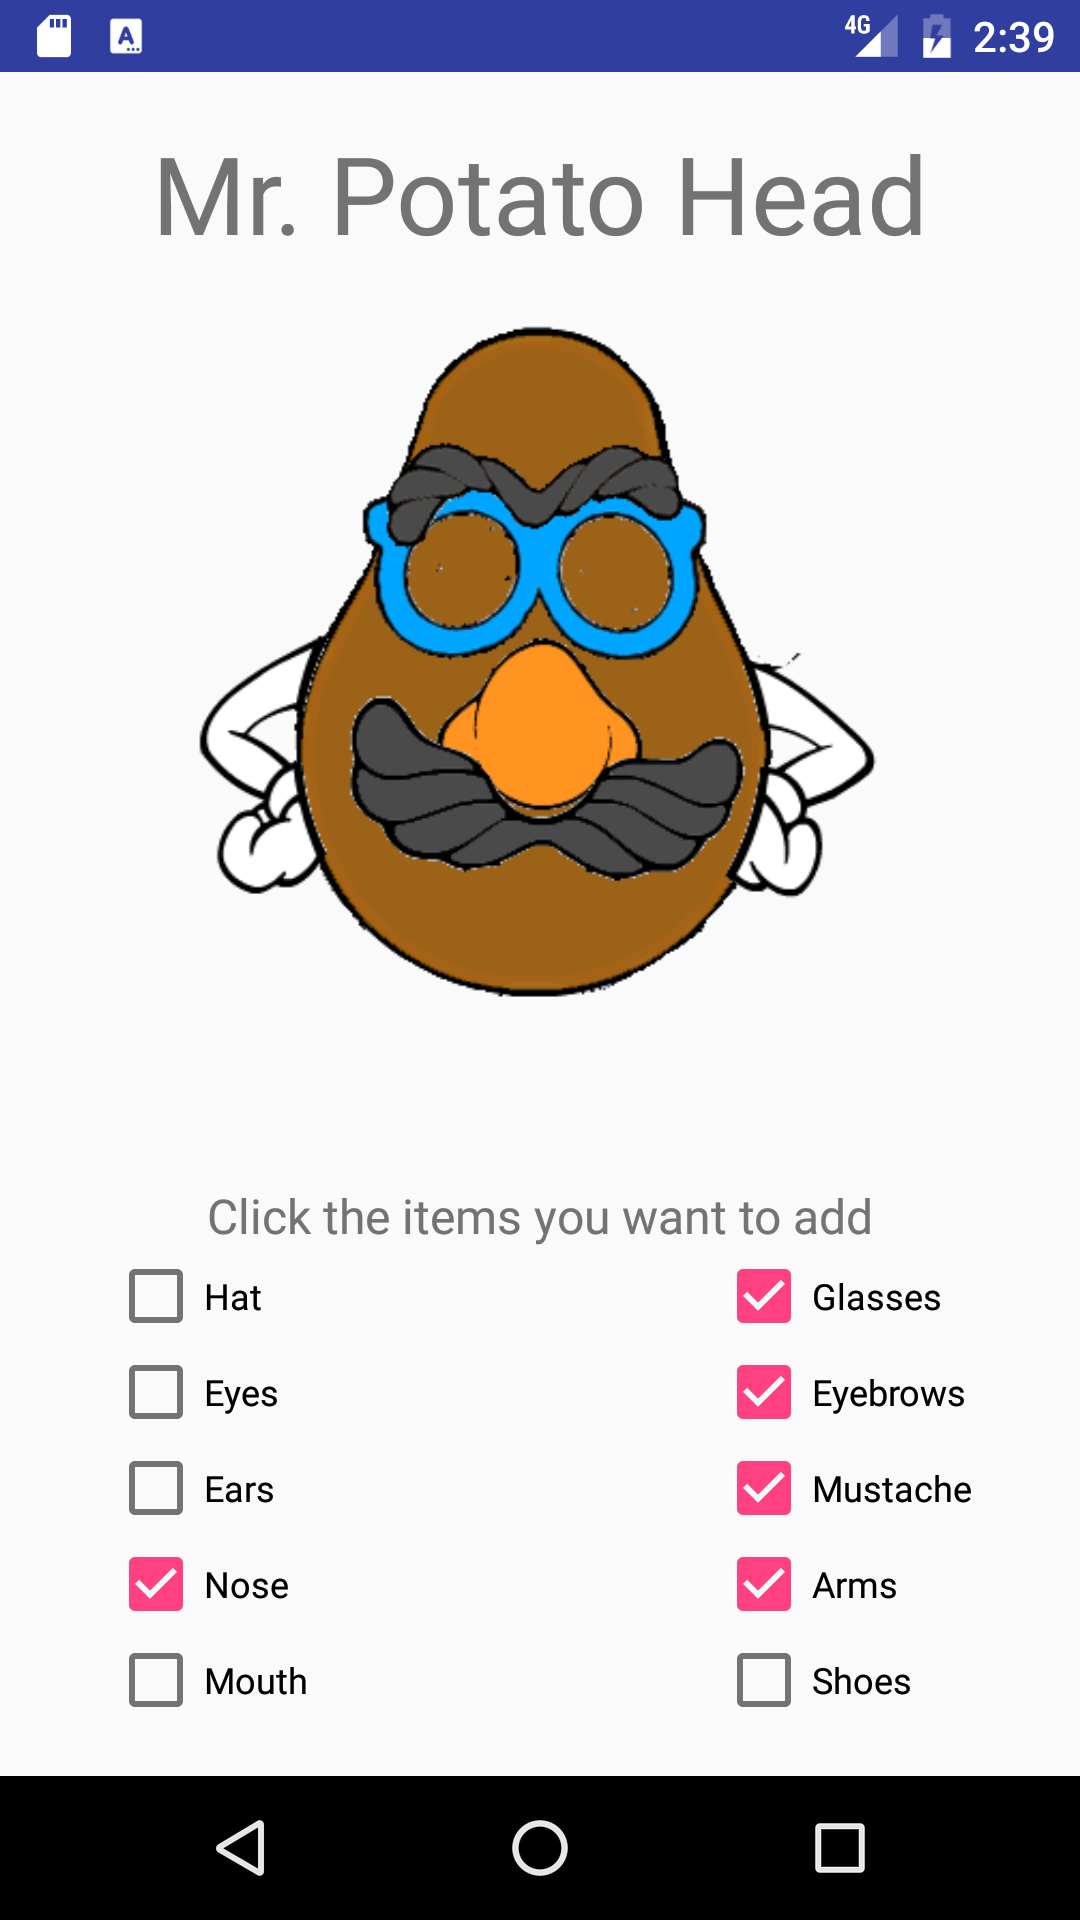 4G 2:39
Mr. Potato Head
Click the items you want to add
Hat Glasses
Eyes Eyebrows
Ears Mustache
Nose Arms
Mouth Shoes